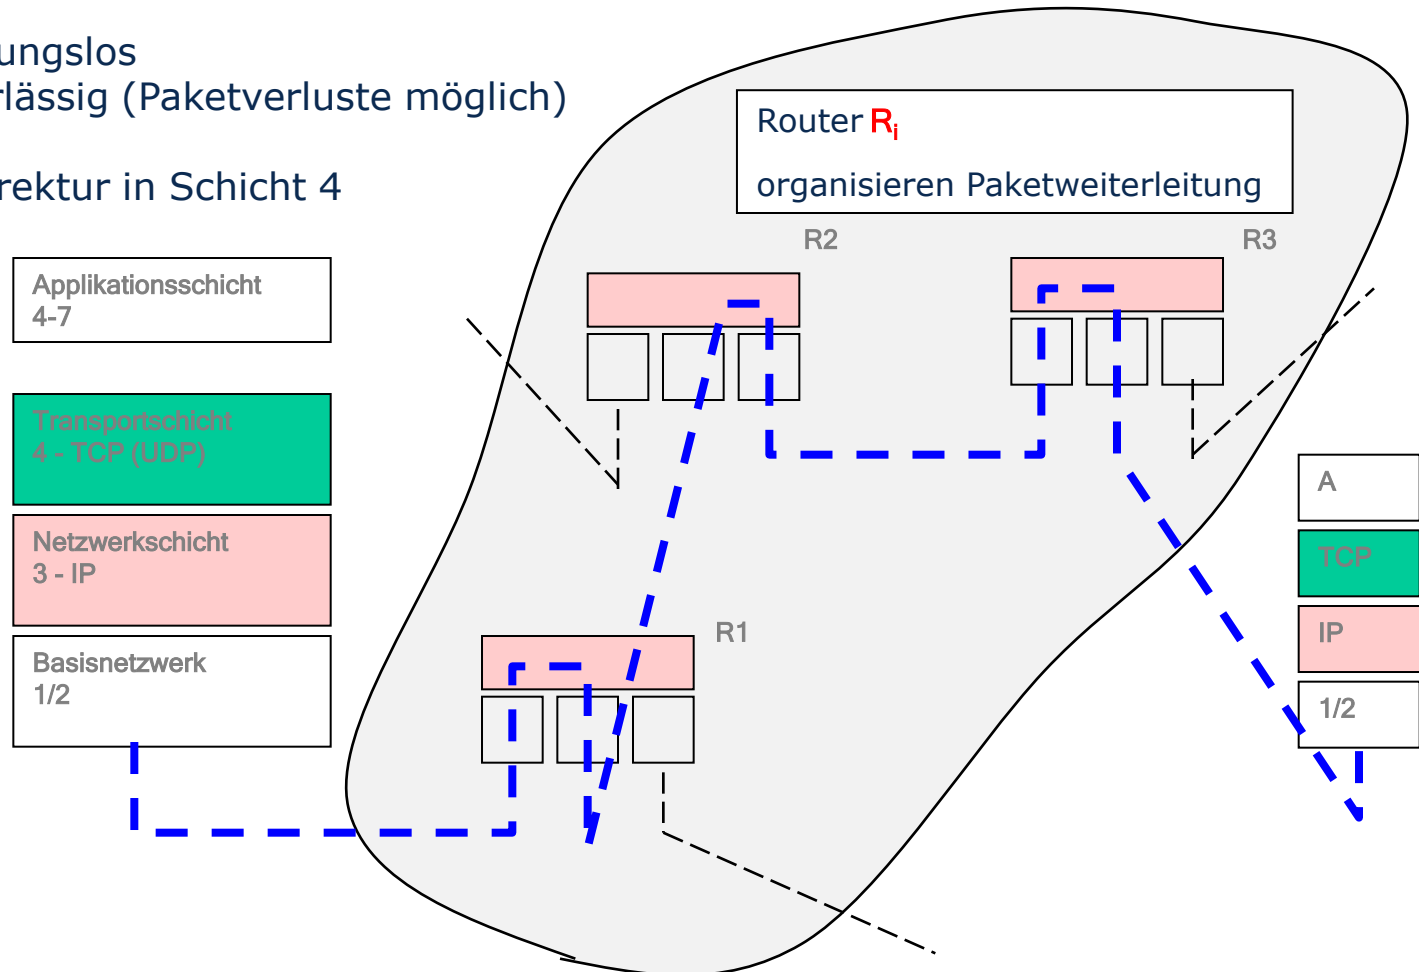 ungslos
rlässig (Paketverluste möglich)
rektur in Schicht 4
Router Ri
organisieren Paketweiterleitung
R2
R3
Applikationsschicht
4-7
Transportschicht
4 - TCP (UDP)
Netzwerkschicht
3 - IP
Basisnetzwerk
1/2
R1
A
TCP
IP
1/2